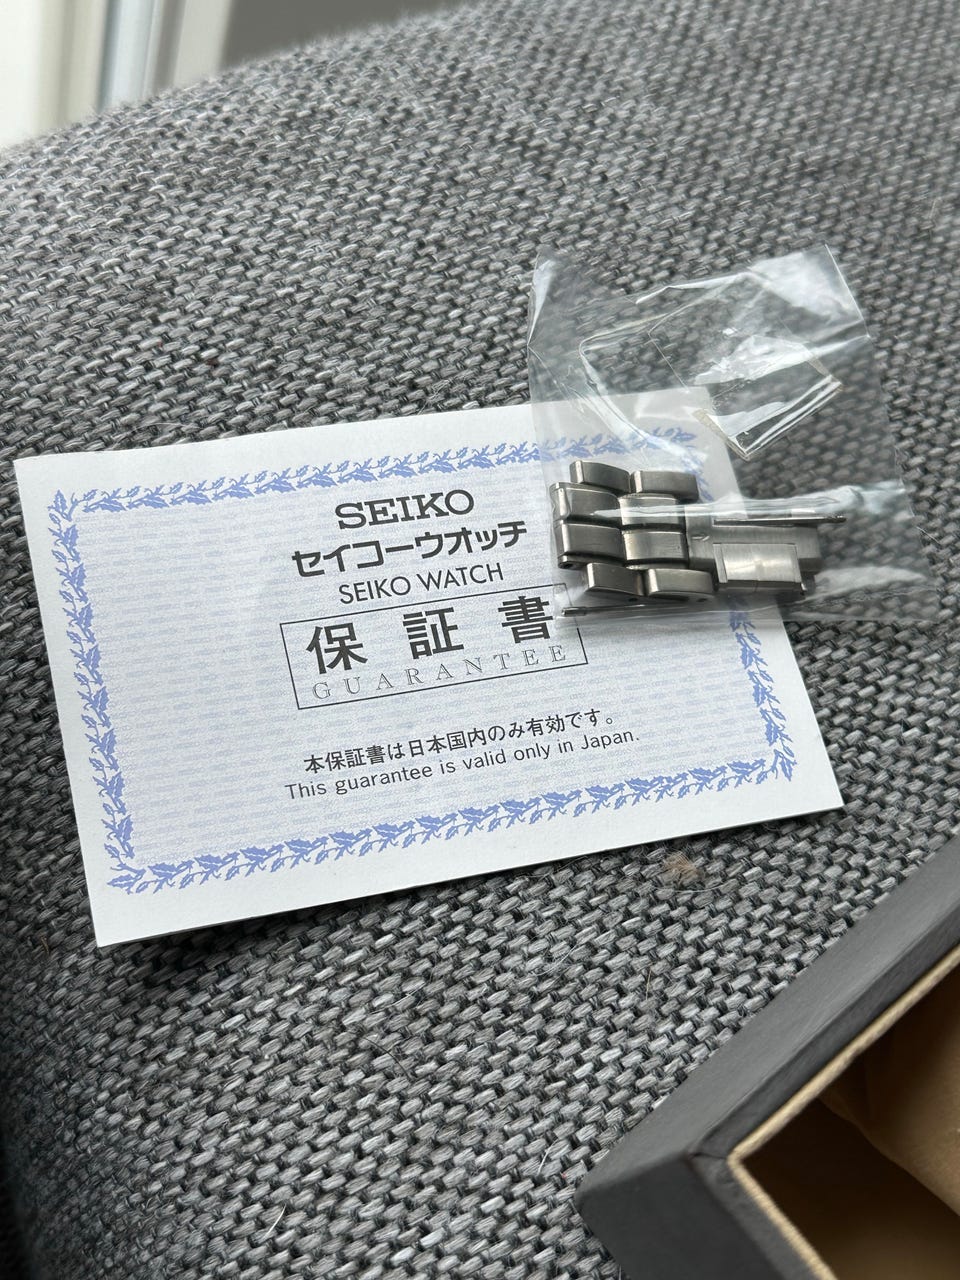 SEIKO
セイコーウオッチ
SEIKO WATCH
保証書
GUARANTEE
本保証書は日本国内のみ有効です。
This guarantee is valid only in Japan.